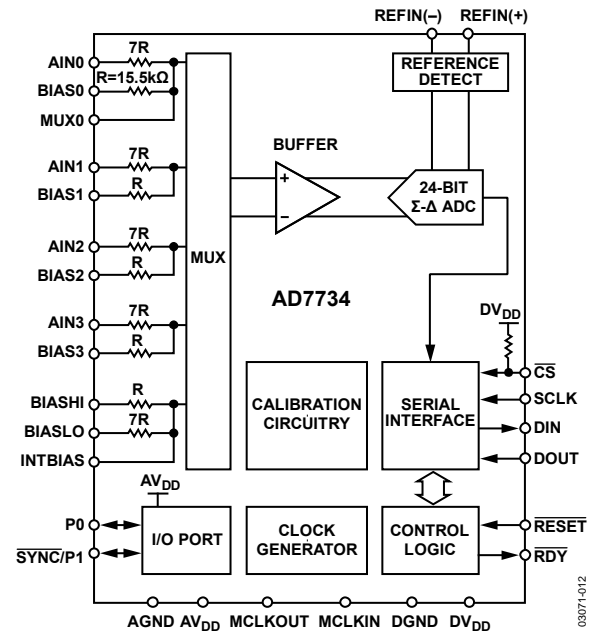 REFIN(–) REFIN(+)
AIN0
7R
R=15.5kΩ
BIAS0
MUX0
REFERENCE
DETECT
BUFFER
AIN1
7R
BIAS1
R
+
–
24-BIT
Σ-Δ ADC
AIN2
7R
BIAS2
R
MUX
AD7734
DVDD
AIN3
7R
BIAS3
R
BIASHI
R
BIASLO
7R
INTBIAS
CALIBRATION
CIRCUITRY
SERIAL
INTERFACE
CS
SCLK
DIN
DOUT
AVDD
P0
SYNC/P1
I/O PORT
CLOCK
GENERATOR
CONTROL
LOGIC
RESET
RDY
AGND AVDD MCLKOUT MCLKIN DGND DVDD
03071-012